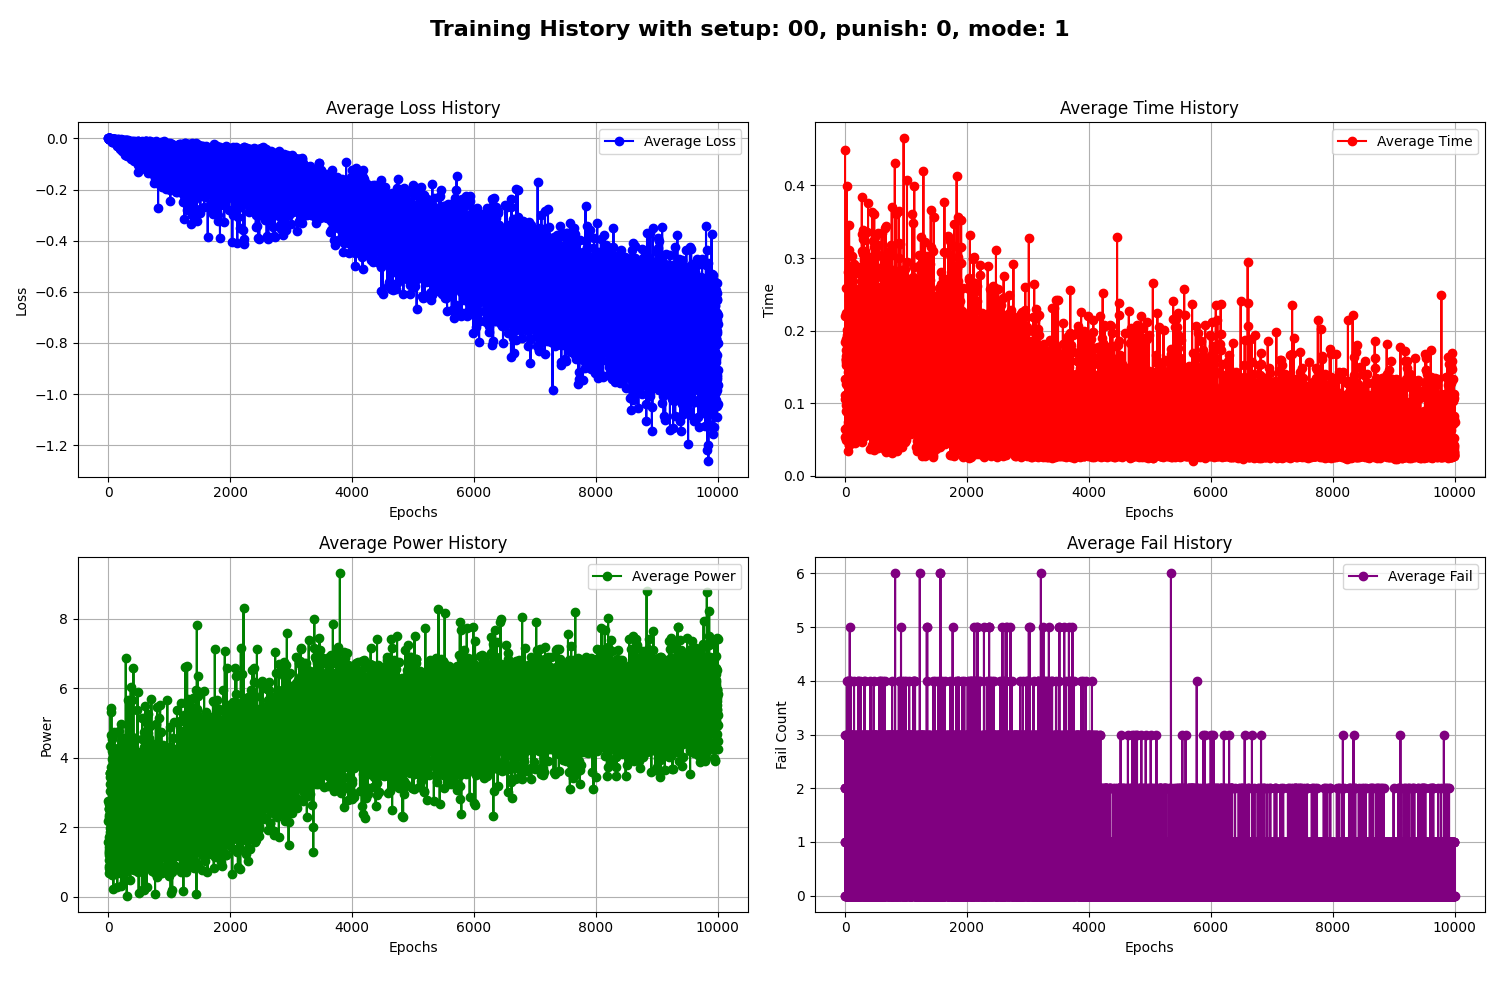 Training History with setup: 00, punish: 0, mode: 1
Average Loss History
Average Loss
Loss
0.0
−0.2
−0.4
−0.6
−0.8
−1.0
−1.2
0 2000 4000 6000 8000 10000
Epochs
Average Time History
Average Time
Time
0.4
0.3
0.2
0.1
0.0
0 2000 4000 6000 8000 10000
Epochs
Average Power History
Average Power
Power
8
6
4
2
0
0 2000 4000 6000 8000 10000
Epochs
Average Fail History
Average Fail
Fail Count
6
5
4
3
2
1
0
0 2000 4000 6000 8000 10000
Epochs